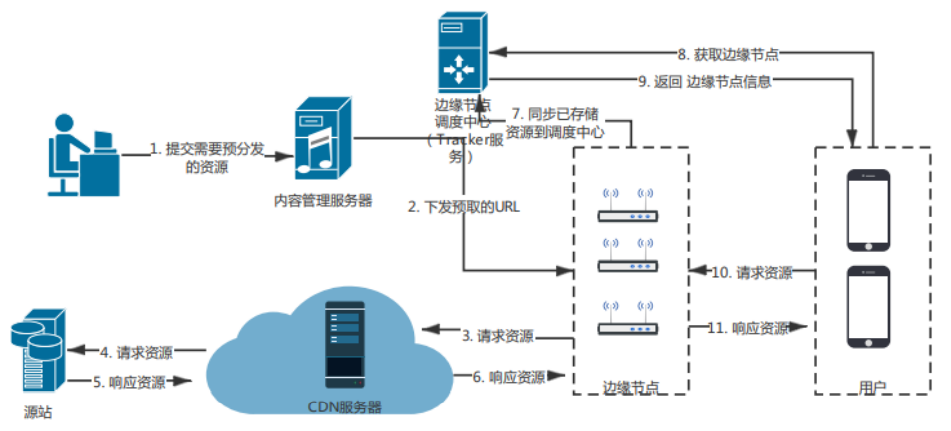 8. 获取边缘节点
9. 返回 边缘节点信息
边缘节点
调度中心
（Tracker服
务）
7. 同步已存储
资源到调度中心
1. 提交需要预分发
的资源
内容管理服务器
2. 下发预取的URL
10. 请求资源
11. 响应资源
3. 请求资源
4. 请求资源
5. 响应资源
6. 响应资源
边缘节点
用户
CDN服务器
源站